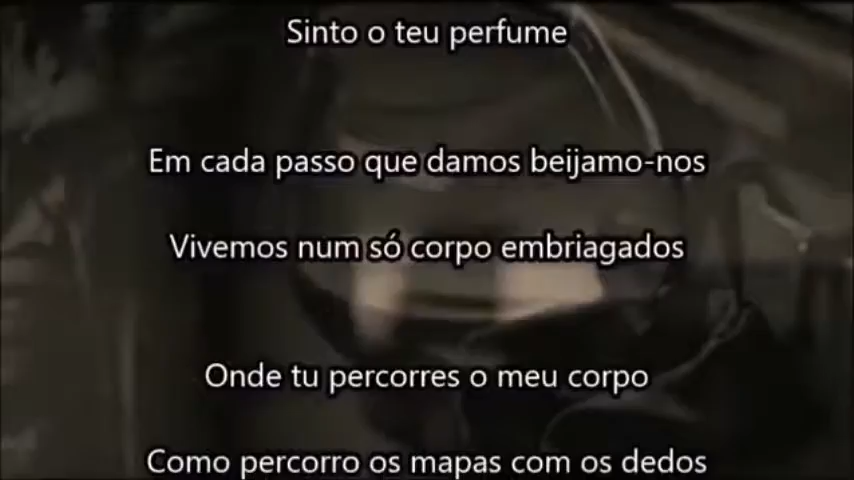 Sinto o teu perfume
Em cada passo que damos beijamo-nos
Vivemos num só corpo embriagados
Onde tu percorres o meu corpo
Como percorro os mapas com os dedos